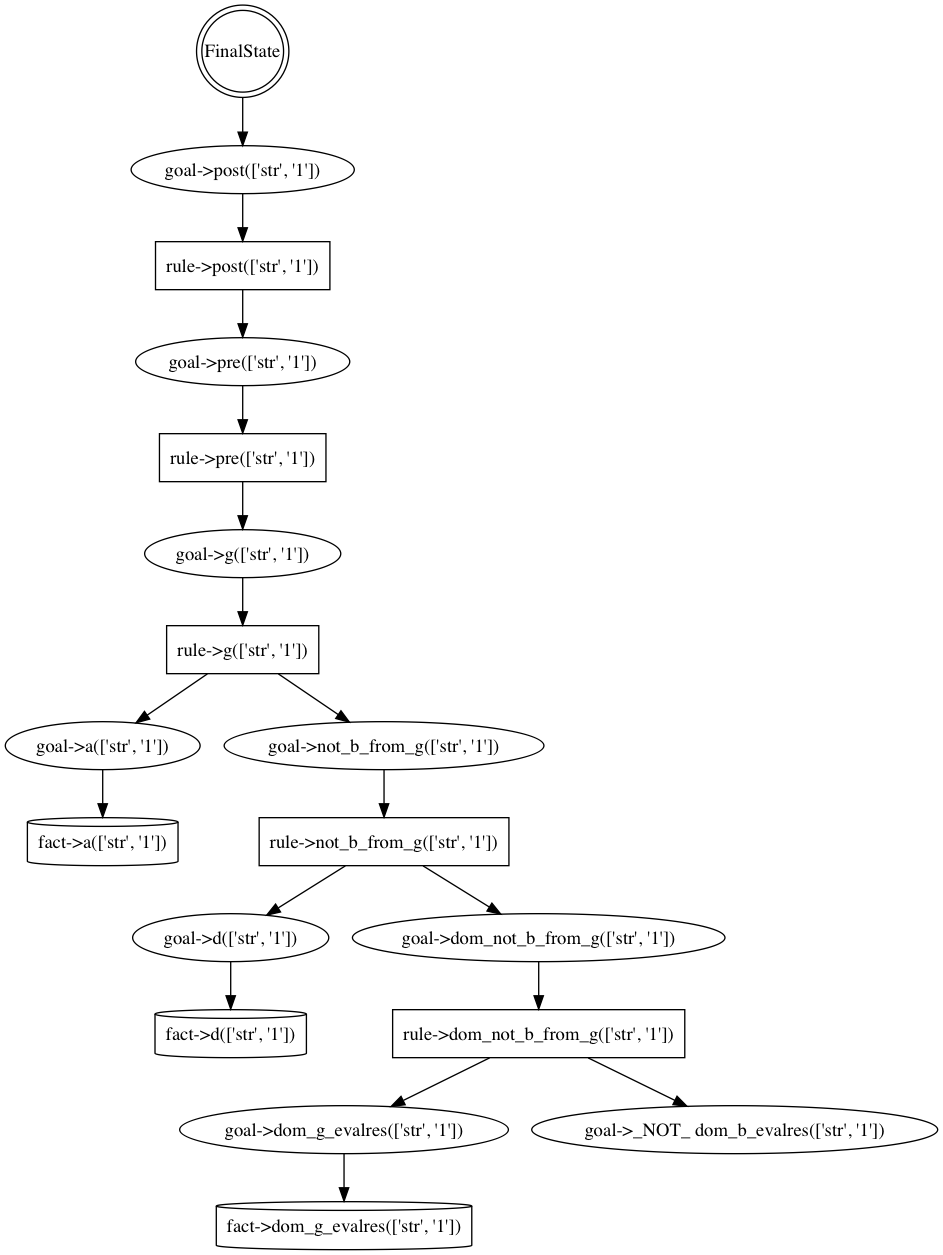 FinalState
goal->post(['str', '1'])
rule->post(['str', '1'])
goal->pre(['str', '1'])
rule->pre(['str', '1'])
goal->g(['str', '1'])
rule->g(['str', '1'])
goal->a(['str', '1'])
goal->not_b_from_g(['str', '1'])
fact->a(['str', '1'])
rule->not_b_from_g(['str', '1'])
goal->d(['str', '1'])
goal->dom_not_b_from_g(['str', '1'])
fact->d(['str', '1'])
rule->dom_not_b_from_g(['str', '1'])
goal->dom_g_evalres(['str', '1'])
goal->_NOT_ dom_b_evalres(['str', '1'])
fact->dom_g_evalres(['str', '1'])